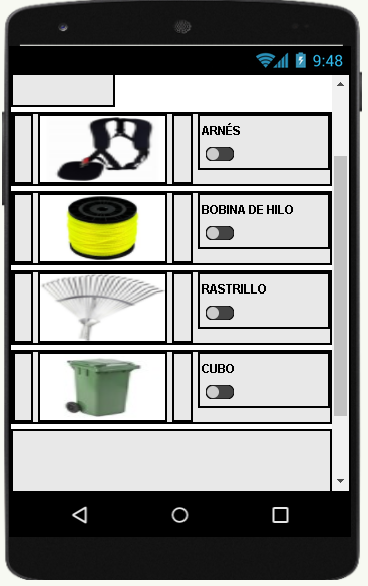 9:48
ARNÉS
BOBINA DE HILO
RASTRILLO
CUBO